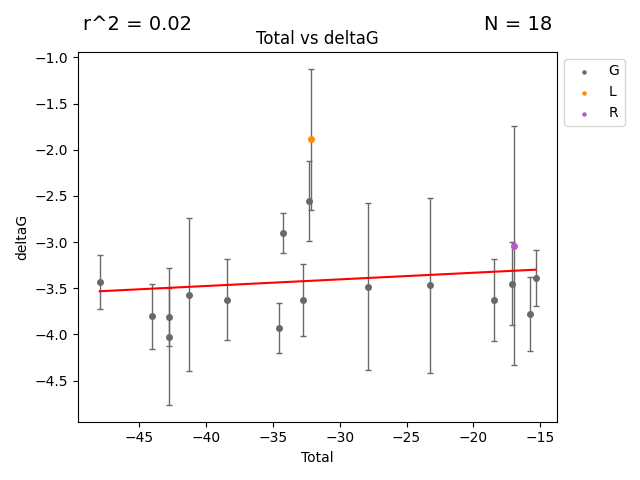 r^2 = 0.02
N = 18
Total vs deltaG
−1.0
−1.5
−2.0
−2.5
−3.0
−3.5
−4.0
−4.5
deltaG
−45
−40
−35
−30
−25
−20
−15
Total
G
L
R